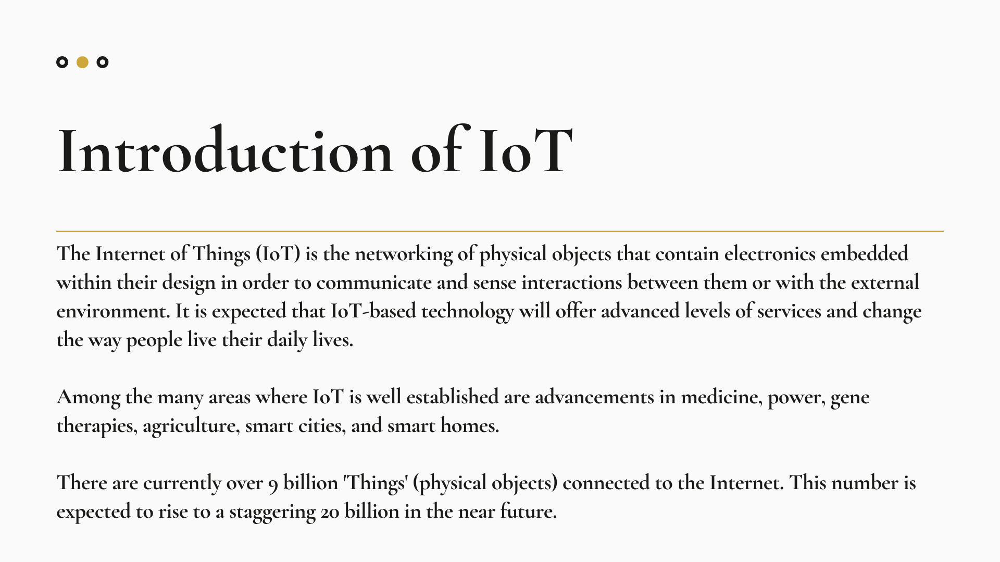 Introduction of IoT
The Internet of Things (IoT) is the networking of physical objects that contain electronics embedded
within their design in order to communicate and sense interactions between them or with the external
environment. It is expected that IoT-based technology will offer advanced levels of services and change
the way people live their daily lives.
Among the many areas where IoT is well established are advancements in medicine, power, gene
therapies, agriculture, smart cities, and smart homes.
There are currently over 9 billion 'Things' (physical objects) connected to the Internet. This number is
expected to rise to a staggering 20 billion in the near future.